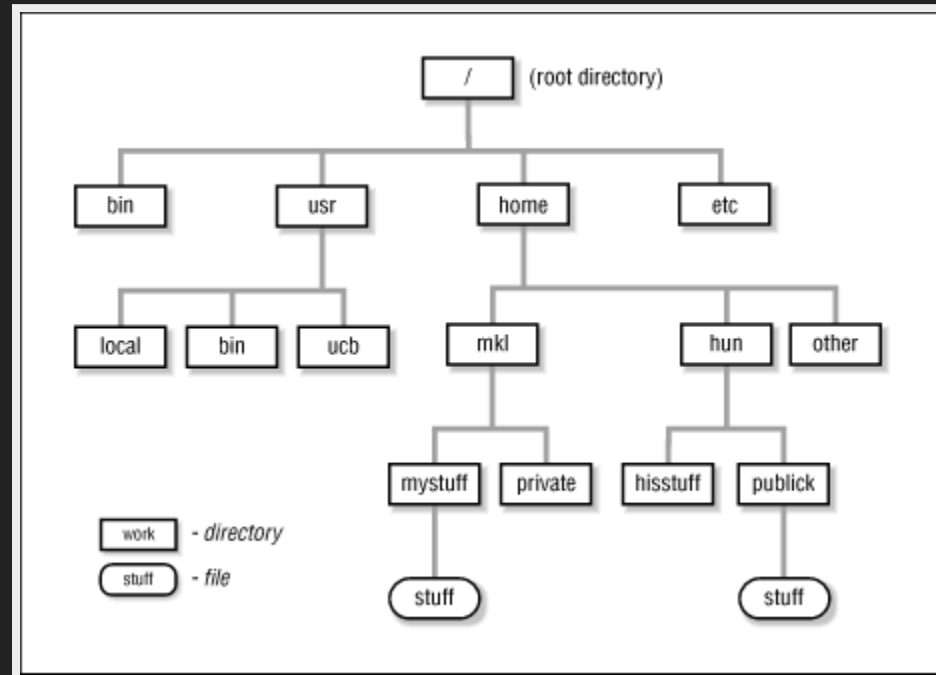 / (root directory)
bin usr home etc
local bin ucb mkl hun other
mystuff private hisstuff publick
work - directory
stuff - file
stuff stuff